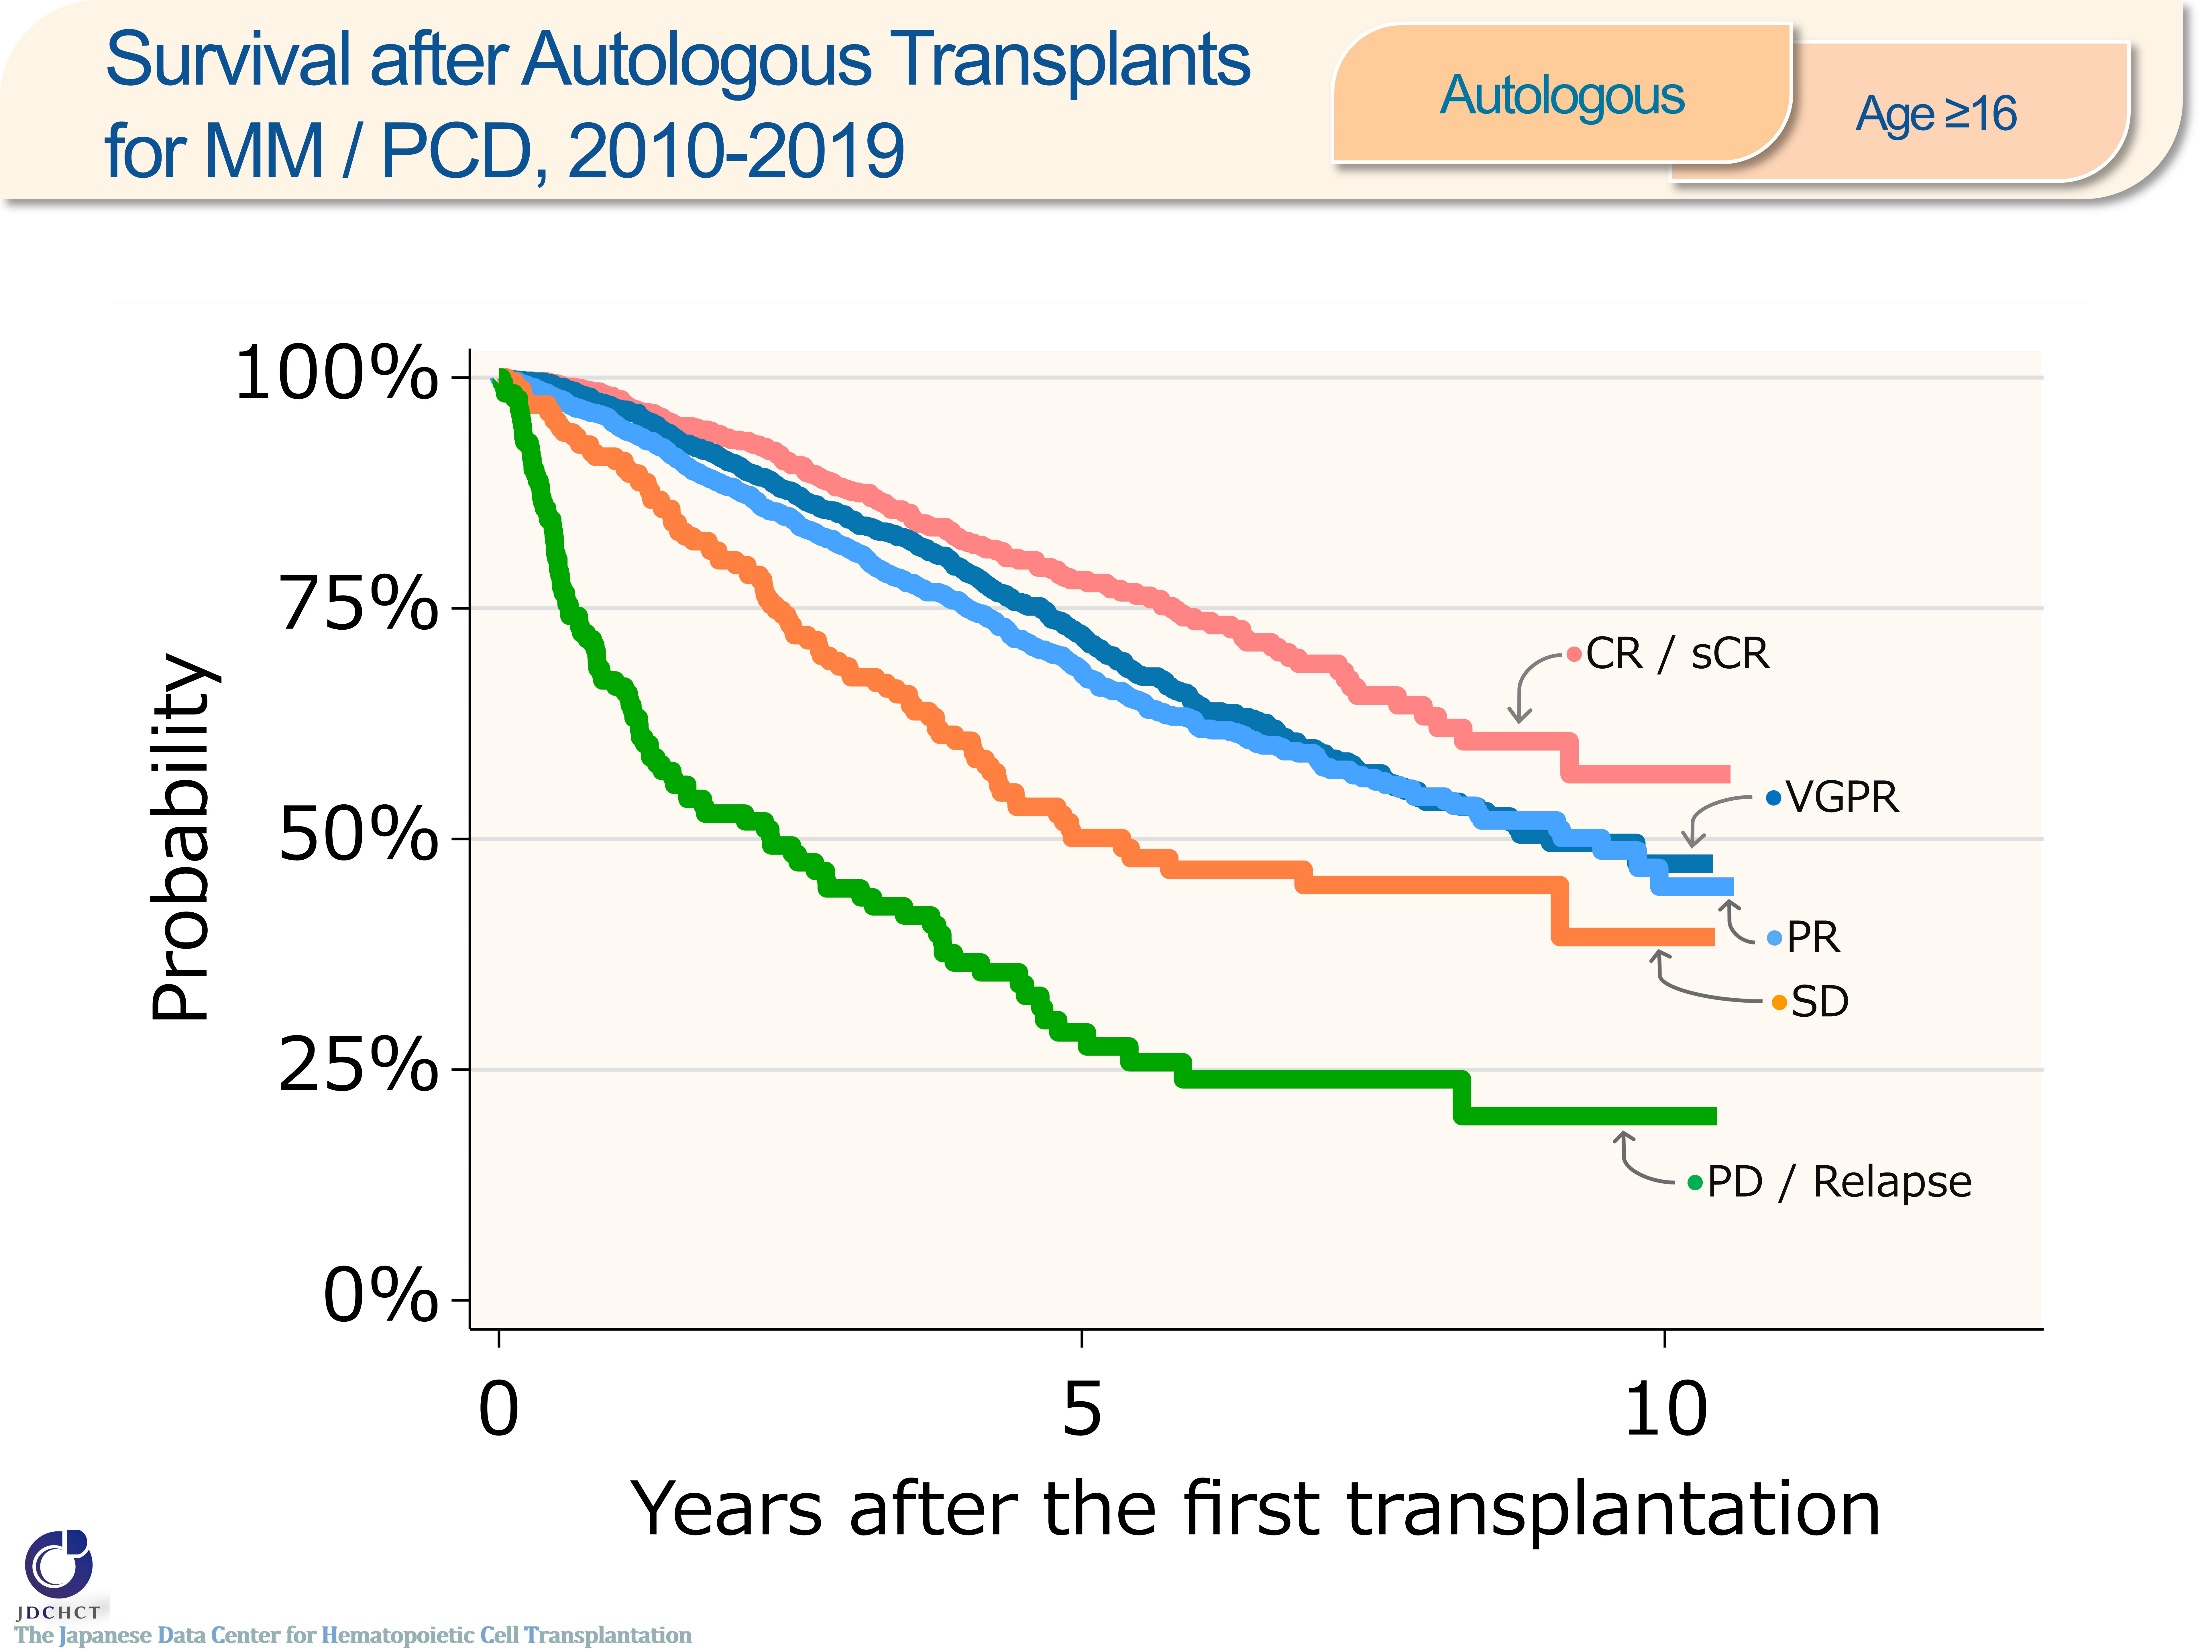 Survival after Autologous Transplants
for MM / PCD, 2010-2019
Autologous
Age ≥16
100%
75%
50%
25%
0%
Probability
CR / sCR
VGPR
PR
SD
PD / Relapse
0
5
10
Years after the first transplantation
JDCHCT
The Japanese Data Center for Hematopoietic Cell Transplantation